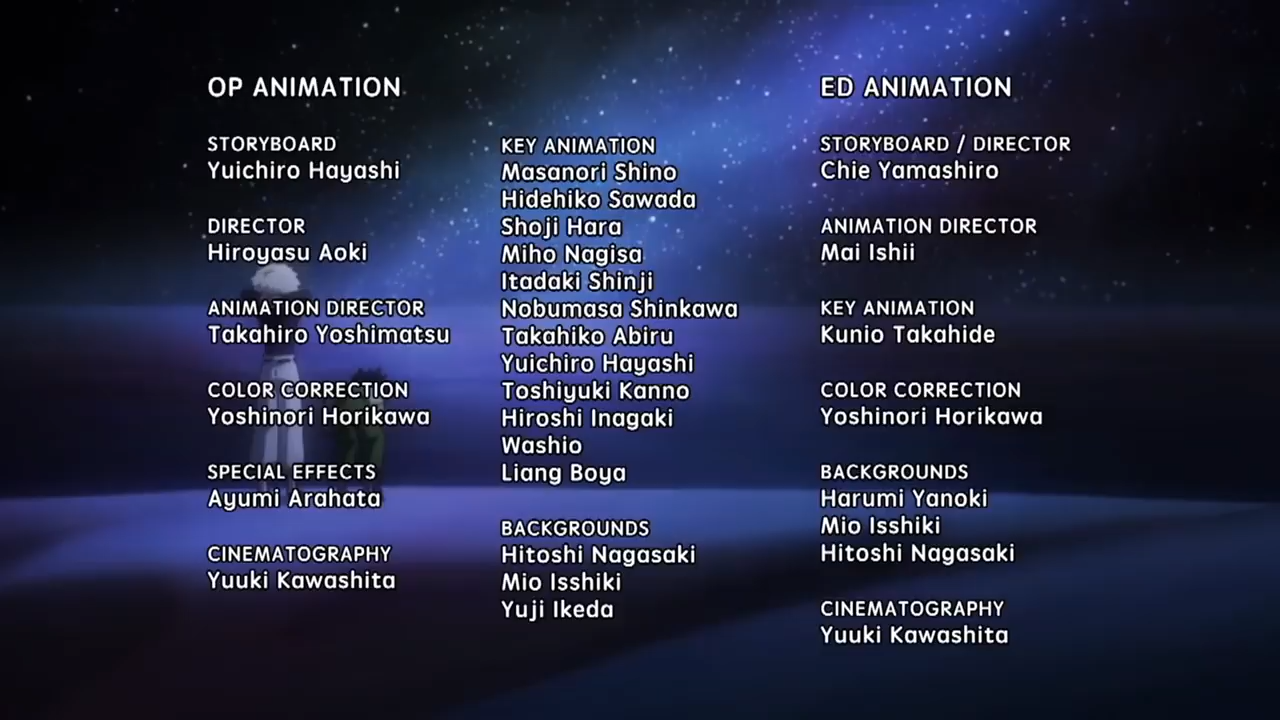 OP ANIMATION
STORYBOARD
Yuichiro Hayashi
DIRECTOR
Hiroyasu Aoki
ANIMATION DIRECTOR
Takahiro Yoshimatsu
COLOR CORRECTION
Yoshinori Horikawa
SPECIAL EFFECTS
Ayumi Arahata
CINEMATOGRAPHY
Yuuki Kawashita
KEY ANIMATION
Masanori Shino
Hidehiko Sawada
Shoji Hara
Miho Nagisa
Itadaki Shinji
Nobumasa Shinkawa
Takahiko Abiru
Yuichiro Hayashi
Toshiyuki Kanno
Hiroshi Inagaki
Washio
Liang Boya
BACKGROUNDS
Hitoshi Nagasaki
Mio Isshiki
Yuji Ikeda
ED ANIMATION
STORYBOARD / DIRECTOR
Chie Yamashiro
ANIMATION DIRECTOR
Mai Ishii
KEY ANIMATION
Kunio Takahide
COLOR CORRECTION
Yoshinori Horikawa
BACKGROUNDS
Harumi Yanoki
Mio Isshiki
Hitoshi Nagasaki
CINEMATOGRAPHY
Yuuki Kawashita